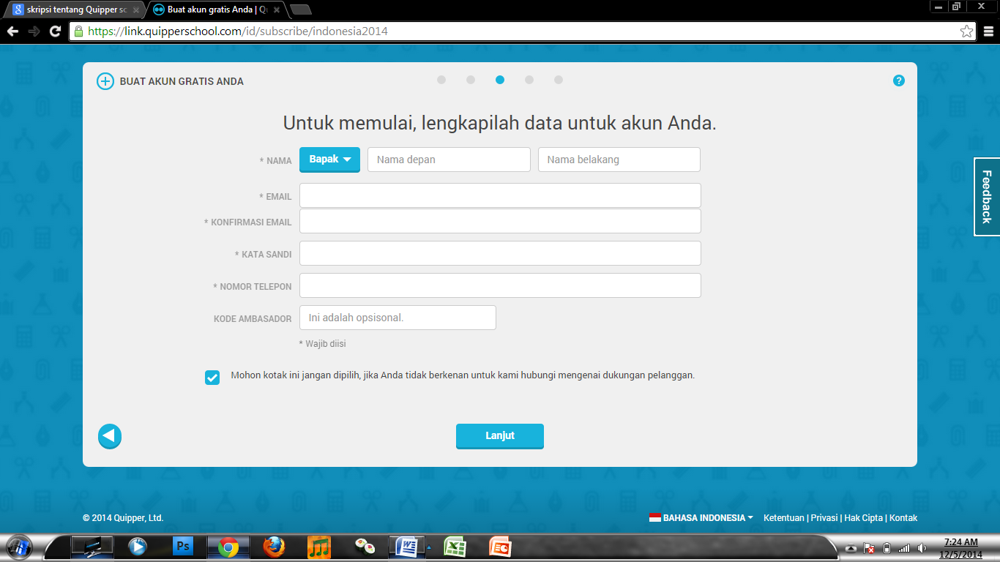 skripsi tentang Quipper sc
Buat akun gratis Anda | Q
https://link.quipperschool.com/id/subscribe/indonesia2014
BUAT AKUN GRATIS ANDA
?
Untuk memulai, lengkapilah data untuk akun Anda.
* NAMA Bapak Nama depan Nama belakang
* EMAIL
* KONFIRMASI EMAIL
* KATA SANDI
* NOMOR TELEPON
KODE AMBASADOR Ini adalah opsisonal.
* Wajib diisi
Mohon kotak ini jangan dipilih, jika Anda tidak berkenan untuk kami hubungi mengenai dukungan pelanggan.
Lanjut
Feedback
© 2014 Quipper, Ltd.
BAHASA INDONESIA Ketentuan | Privasi | Hak Cipta | Kontak
Ps
7:24 AM
12/5/2014